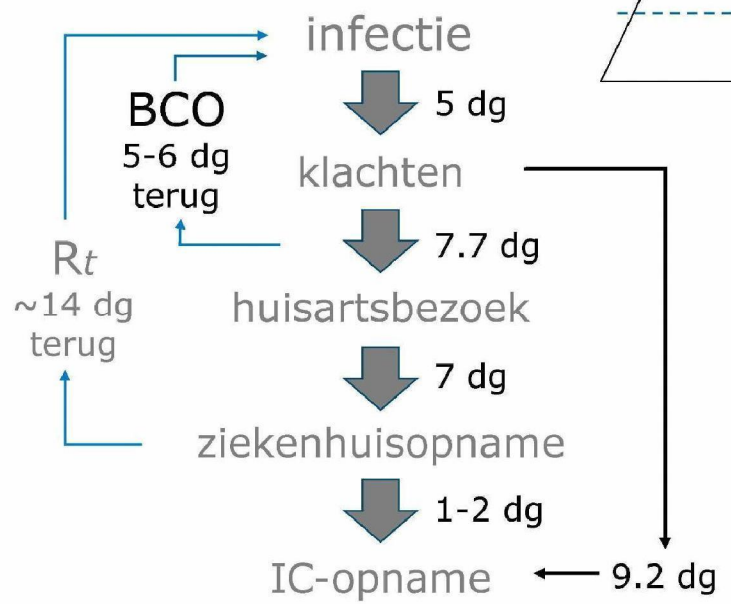 infectie
5 dg
BCO
5-6 dg
terug
klachten
7.7 dg
Rt
~14 dg
terug
huisartsbezoek
7 dg
ziekenhuisopname
1-2 dg
IC-opname
9.2 dg